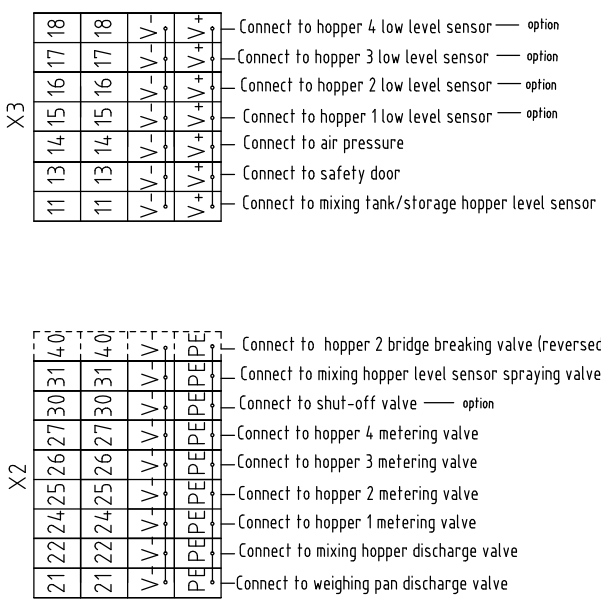 X3
18 18 V- V+ Connect to hopper 4 low level sensor — option
17 17 V- V+ Connect to hopper 3 low level sensor — option
16 16 V- V+ Connect to hopper 2 low level sensor — option
15 15 V- V+ Connect to hopper 1 low level sensor — option
14 14 V- V+ Connect to air pressure
13 13 V- V+ Connect to safety door
11 11 V- V+ Connect to mixing tank/storage hopper level sensor
X2
40 40 V- PE Connect to hopper 2 bridge breaking valve (reversed
31 31 V- PE Connect to mixing hopper level sensor spraying valve
30 30 V- PE Connect to shut-off valve — option
27 27 V- PE Connect to hopper 4 metering valve
26 26 V- PE Connect to hopper 3 metering valve
25 25 V- PE Connect to hopper 2 metering valve
24 24 V- PE Connect to hopper 1 metering valve
22 22 V- PE Connect to mixing hopper discharge valve
21 21 V- PE Connect to weighing pan discharge valve